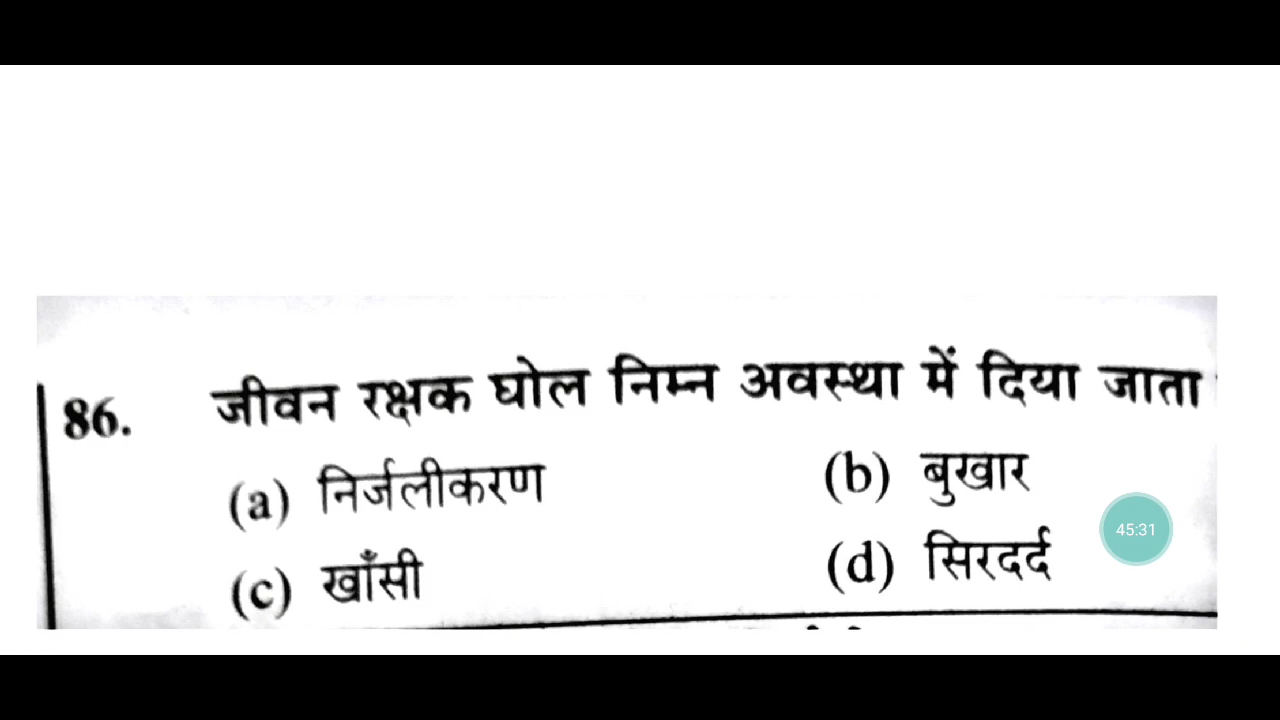 86. जीवन रक्षक घोल निम्न अवस्था में दिया जाता
(a) निर्जलीकरण (b) बुखार
45:31
(c) खाँसी (d) सिरदर्द